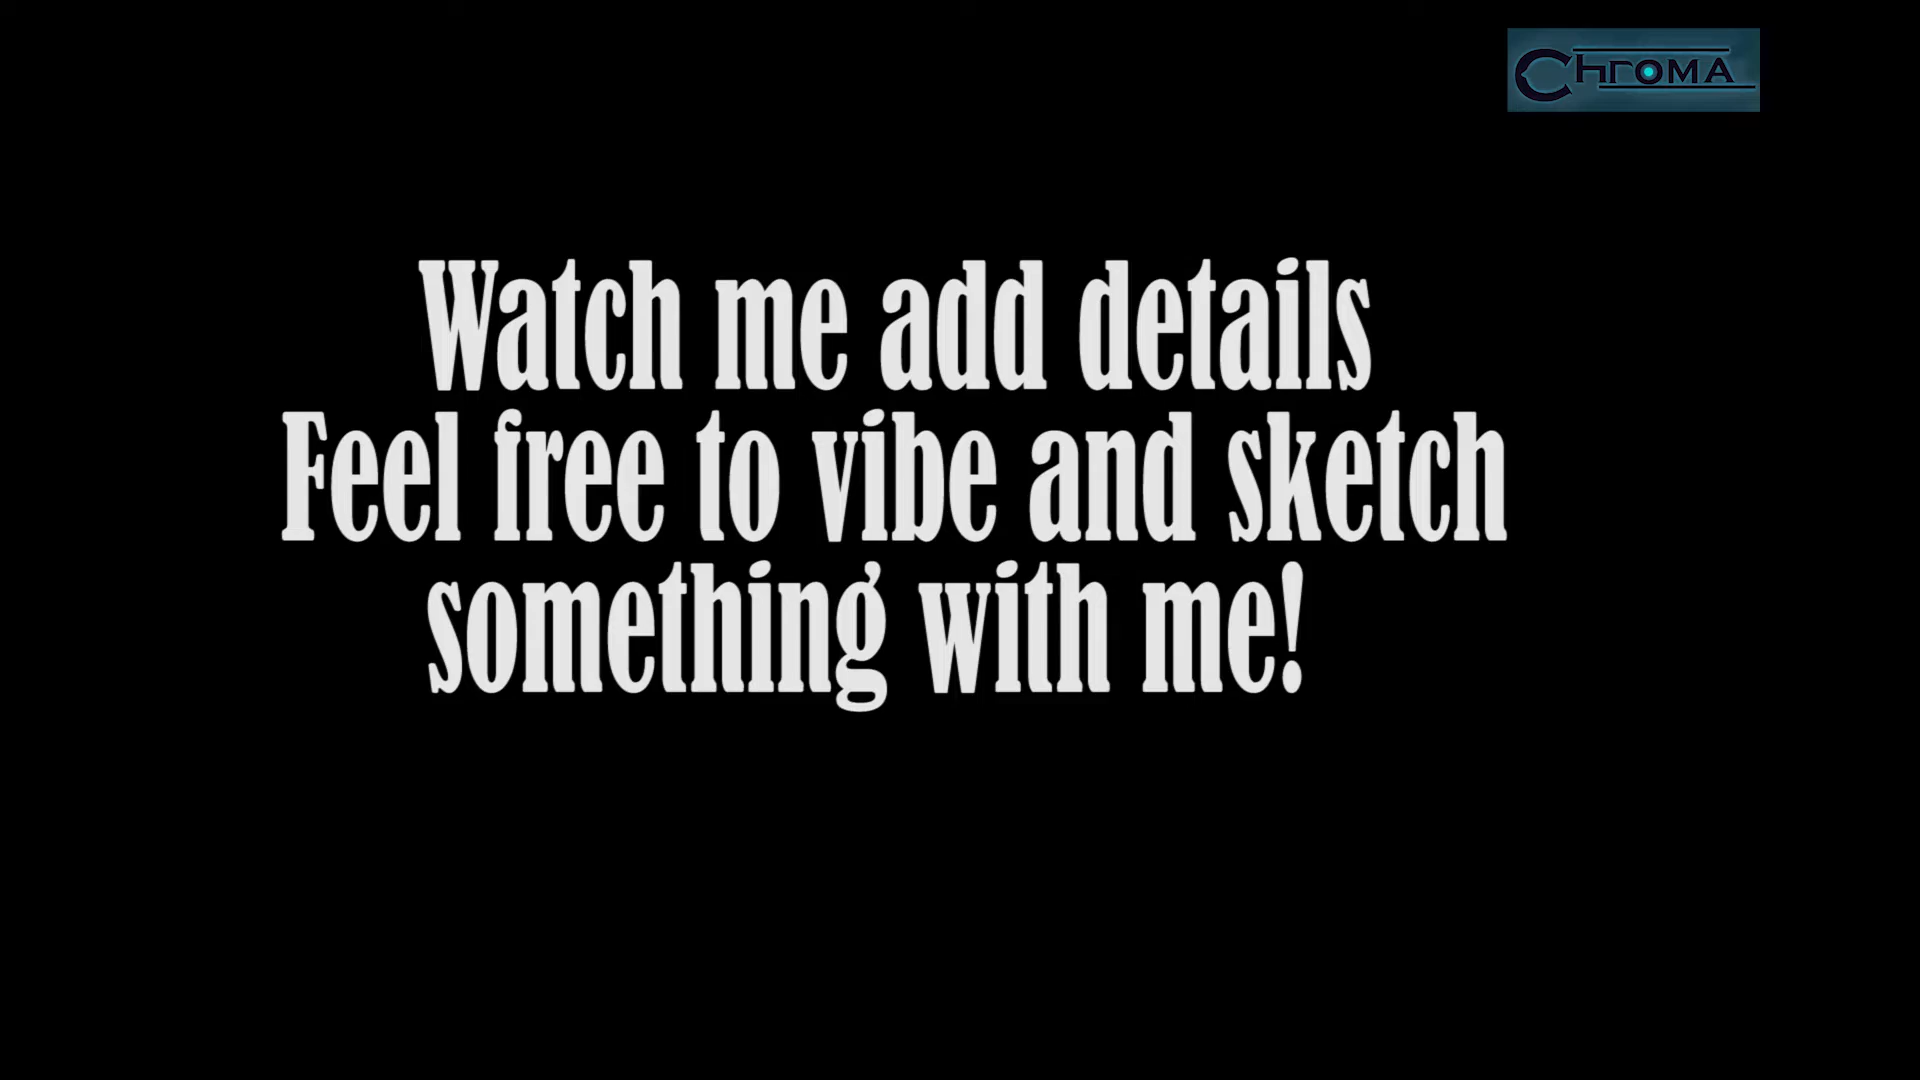 ChroMA
Watch me add details
Feel free to vibe and sketch
something with me!